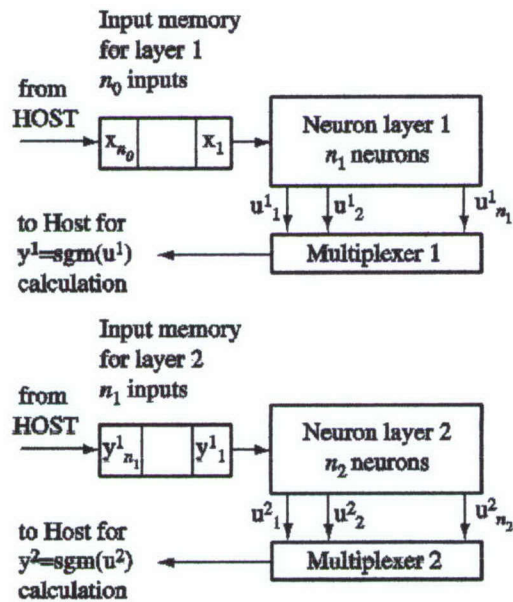 Input memory
for layer 1
n₀ inputs
from
HOST
xₙ₀ x₁
Neuron layer 1
n₁ neurons
u¹₁ u¹₂ u¹ₙ₁
to Host for
y¹=sgm(u¹)
calculation
Multiplexer 1
Input memory
for layer 2
n₁ inputs
from
HOST
y¹ₙ₁ y¹₁
Neuron layer 2
n₂ neurons
u²₁ u²₂ u²ₙ₂
to Host for
y²=sgm(u²)
calculation
Multiplexer 2